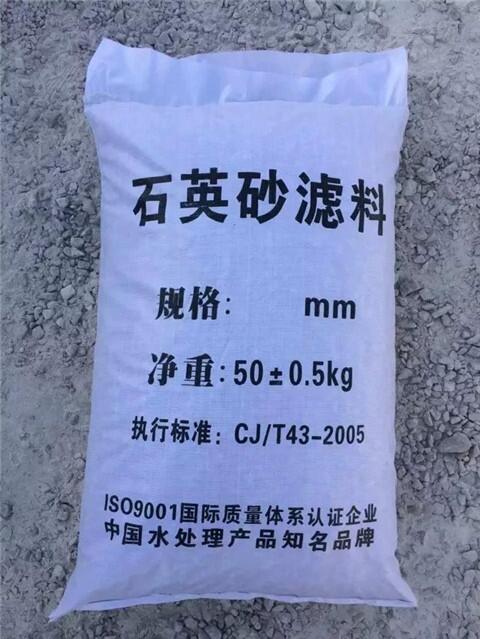 石英砂滤料
规格: mm
净重:50±0.5kg
执行标准: CJ/T43-2005
ISO9001国际质量体系认证企业
中国水处理产品知名品牌